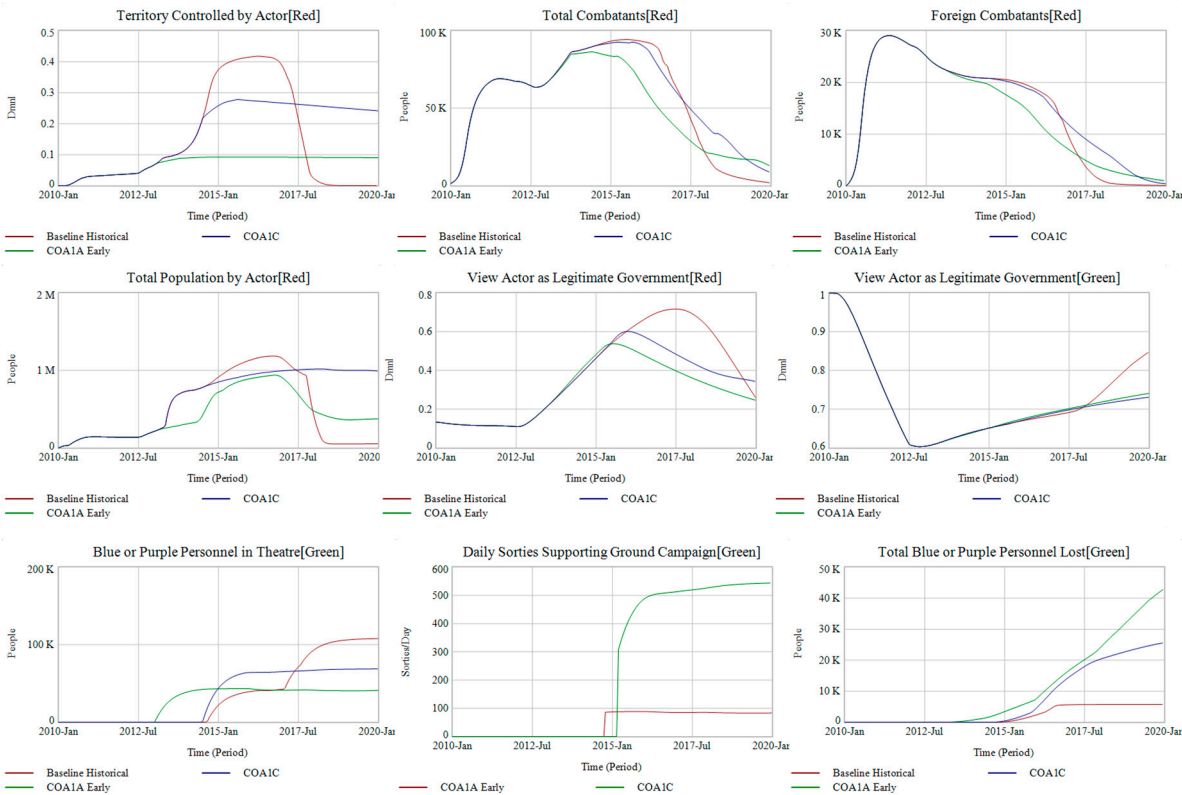 Territory Controlled by Actor[Red]
0.5
0.4
0.3
0.2
0.1
0
Dmnl
2010-Jan 2012-Jul 2015-Jan 2017-Jul 2020-Jan
Time (Period)
Baseline Historical COA1C
COA1A Early
Total Combatants[Red]
100 K
50 K
0
People
2010-Jan 2012-Jul 2015-Jan 2017-Jul 2020-Jan
Time (Period)
Baseline Historical COA1C
COA1A Early
Foreign Combatants[Red]
30 K
20 K
10 K
0
People
2010-Jan 2012-Jul 2015-Jan 2017-Jul 2020-Jan
Time (Period)
Baseline Historical COA1C
COA1A Early
Total Population by Actor[Red]
2 M
1 M
0
People
2010-Jan 2012-Jul 2015-Jan 2017-Jul 2020
Time (Period)
Baseline Historical COA1C
COA1A Early
View Actor as Legitimate Government[Red]
0.8
0.6
0.4
0.2
0
Dmnl
2010-Jan 2012-Jul 2015-Jan 2017-Jul 2020-Jan
Time (Period)
Baseline Historical COA1C
COA1A Early
View Actor as Legitimate Government[Green]
1
0.9
0.8
0.7
0.6
Dmnl
2010-Jan 2012-Jul 2015-Jan 2017-Jul 2020-Jan
Time (Period)
Baseline Historical COA1C
COA1A Early
Blue or Purple Personnel in Theatre[Green]
200 K
100 K
0
People
2010-Jan 2012-Jul 2015-Jan 2017-Jul 2020-Jan
Time (Period)
Baseline Historical COA1C
COA1A Early
Daily Sorties Supporting Ground Campaign[Green]
600
500
400
300
200
100
0
Sorties/Day
2010-Jan 2012-Jul 2015-Jan 2017-Jul 2020-Jan
Time (Period)
COA1A Early COA1C
Total Blue or Purple Personnel Lost[Green]
50 K
40 K
30 K
20 K
10 K
0
People
2010-Jan 2012-Jul 2015-Jan 2017-Jul 2020-Jan
Time (Period)
Baseline Historical COA1C
COA1A Early